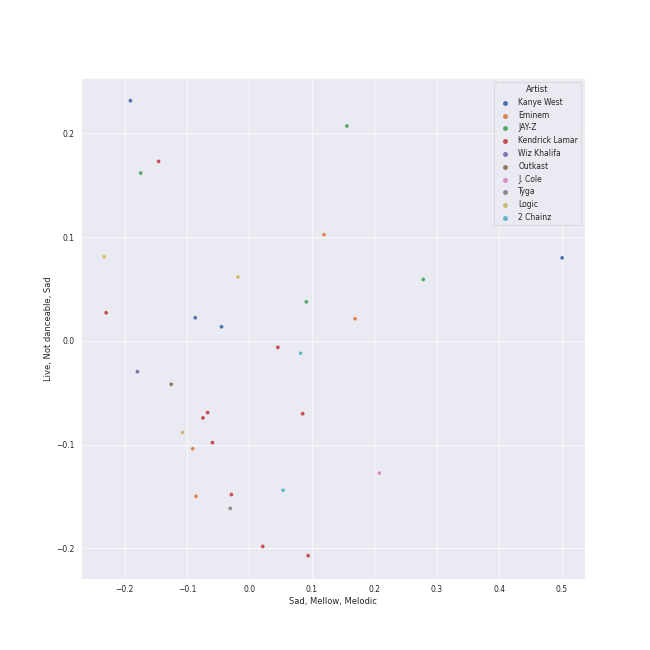 Artist
Kanye West
Eminem
JAY-Z
Kendrick Lamar
Wiz Khalifa
Outkast
J. Cole
Tyga
Logic
2 Chainz
0.2
0.1
0.0
−0.1
−0.2
Live, Not danceable, Sad
−0.2 −0.1 0.0 0.1 0.2 0.3 0.4 0.5
Sad, Mellow, Melodic